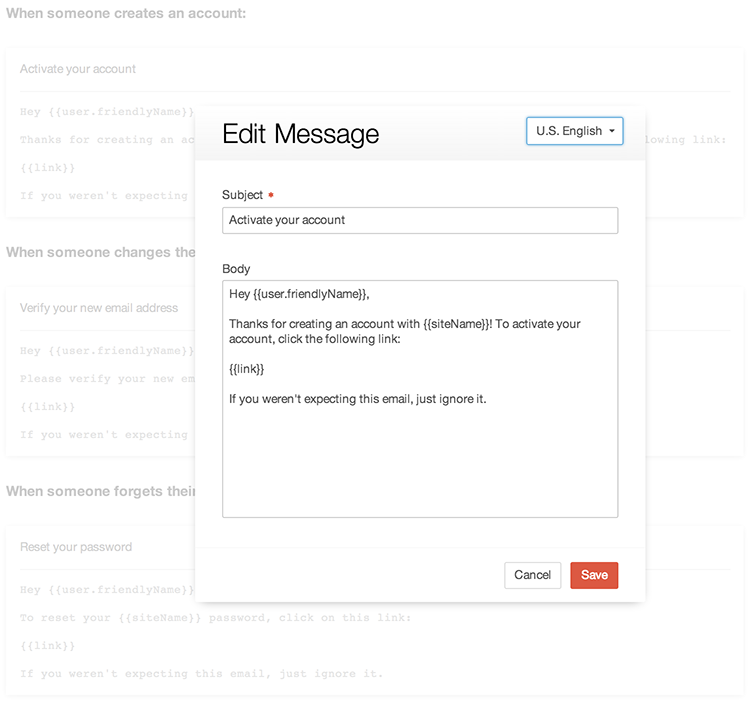 When someone creates an account:
Activate your account
Hey {{user.friendlyName}}
Thanks for creating an ac
lowing link:
{{link}}
If you weren't expecting
When someone changes the
Verify your new email address
Hey {{user.friendlyName}}
Please verify your new em
{{link}}
If you weren't expecting
When someone forgets their
Reset your password
Hey {{user.friendlyName}}
To reset your {{siteName}} password, click on this link:
{{link}}
If you weren't expecting this email, just ignore it.
Edit Message
U.S. English
Subject
Activate your account
Body
Hey {{user.friendlyName}},
Thanks for creating an account with {{siteName}}! To activate your
account, click the following link:
{{link}}
If you weren't expecting this email, just ignore it.
Cancel
Save